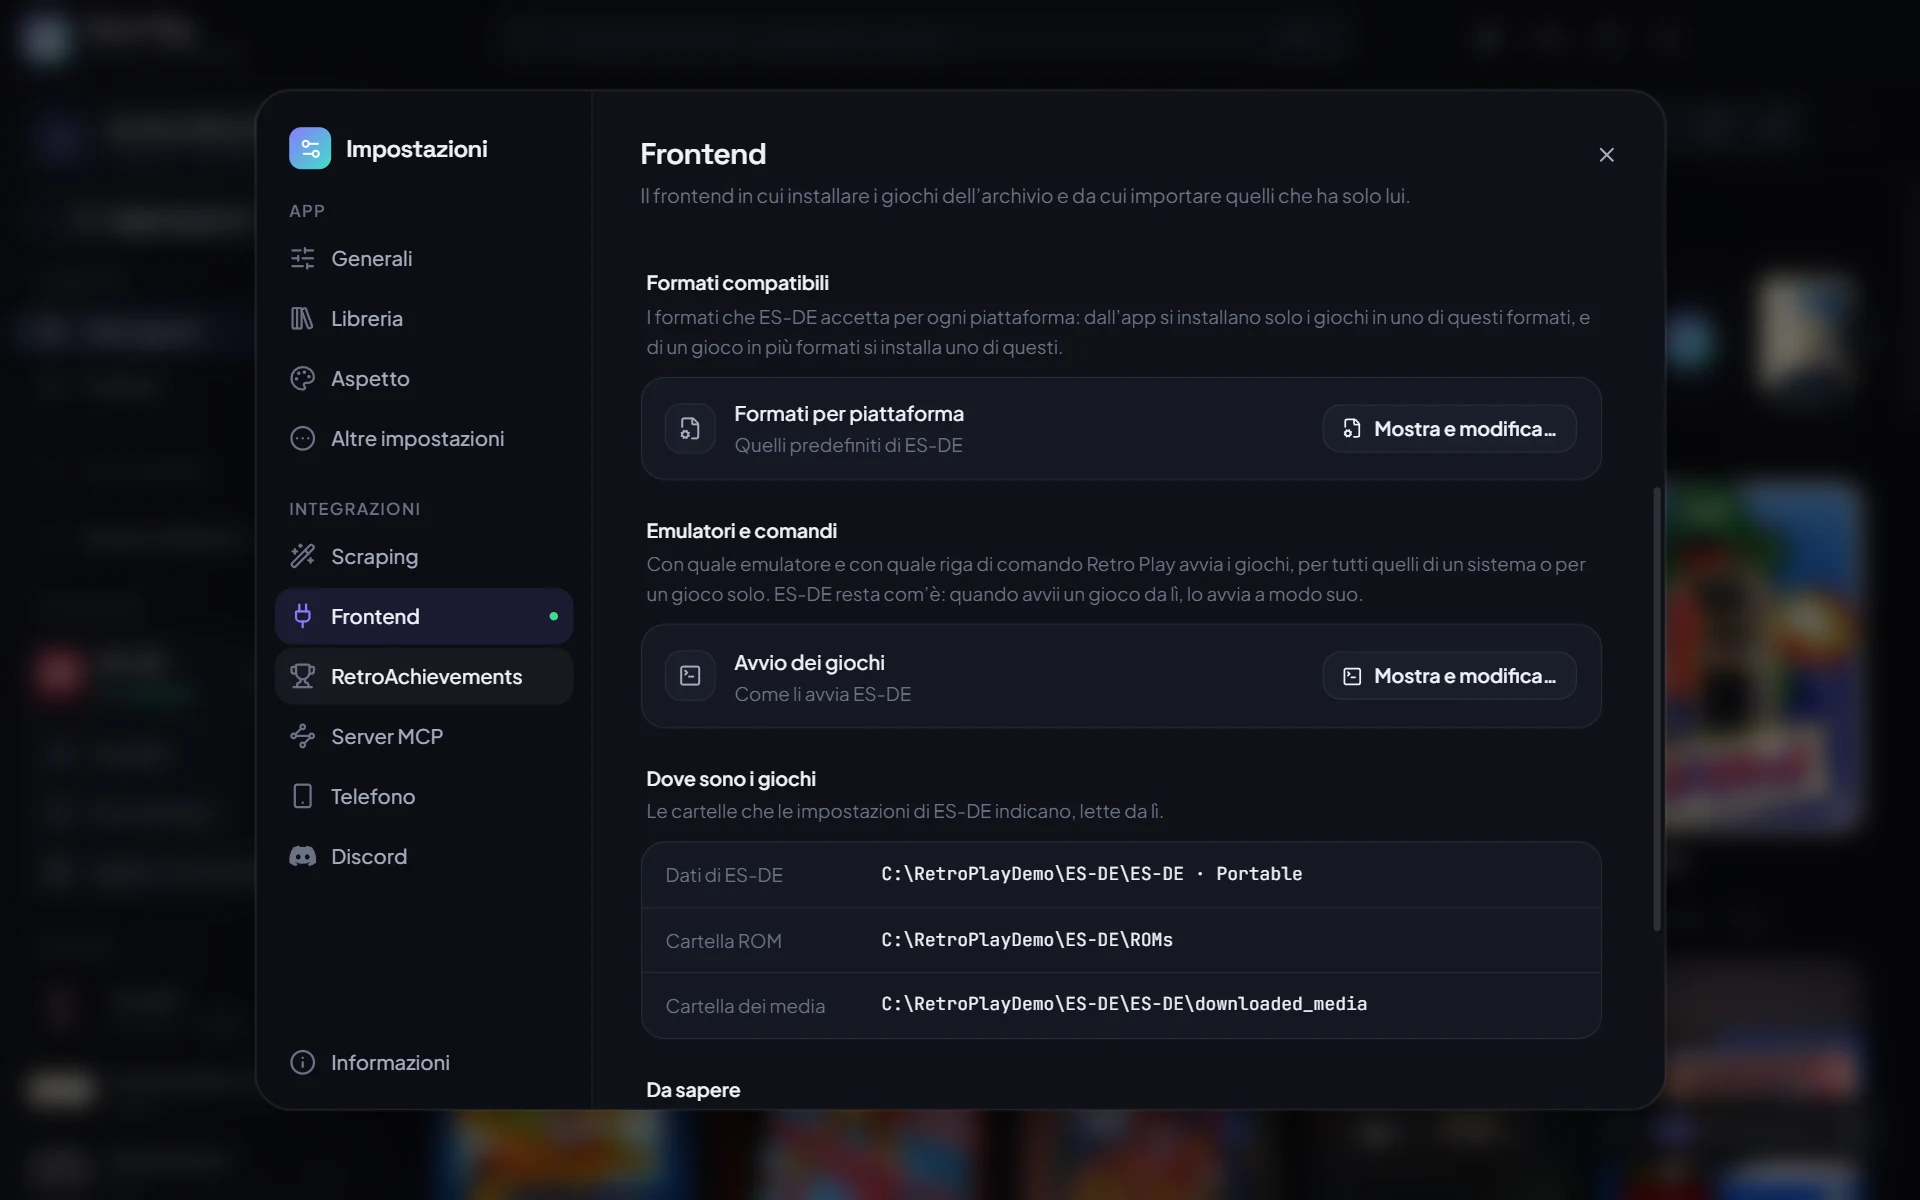 Impostazioni
APP
Generali
Libreria
Aspetto
Altre impostazioni
INTEGRAZIONI
Scraping
Frontend
RetroAchievements
Server MCP
Telefono
Discord
Informazioni
Frontend
Il frontend in cui installare i giochi dell’archivio e da cui importare quelli che ha solo lui.
Formati compatibili
I formati che ES-DE accetta per ogni piattaforma: dall’app si installano solo i giochi in uno di questi formati, e
di un gioco in più formati si installa uno di questi.
Formati per piattaforma
Quelli predefiniti di ES-DE
Mostra e modifica…
Emulatori e comandi
Con quale emulatore e con quale riga di comando Retro Play avvia i giochi, per tutti quelli di un sistema o per
un gioco solo. ES-DE resta com’è: quando avvii un gioco da lì, lo avvia a modo suo.
Avvio dei giochi
Come li avvia ES-DE
Mostra e modifica…
Dove sono i giochi
Le cartelle che le impostazioni di ES-DE indicano, lette da lì.
Dati di ES-DE
C:\RetroPlayDemo\ES-DE\ES-DE · Portable
Cartella ROM
C:\RetroPlayDemo\ES-DE\ROMs
Cartella dei media
C:\RetroPlayDemo\ES-DE\ES-DE\downloaded_media
Da sapere